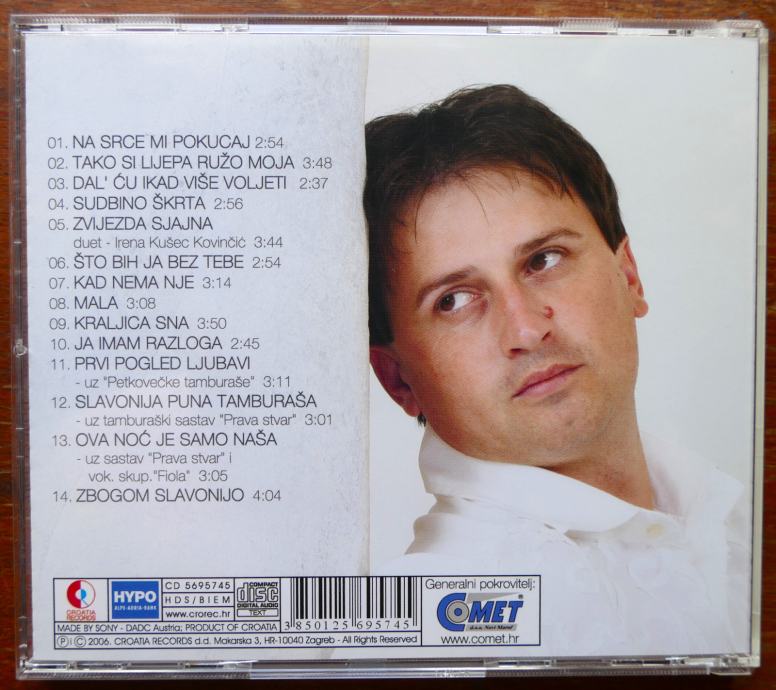 01. NA SRCE MI POKUCAJ 2:54
02. TAKO SI LIJEPA RUŽO MOJA 3:48
03. DAL' ĆU IKAD VIŠE VOLJETI 2:37
04. SUDBINO ŠKRTA 2:56
05. ZVIJEZDA SJAJNA
duet - Irena Kušec Kovinčić 3:44
06. ŠTO BIH JA BEZ TEBE 2:54
07. KAD NEMA NJE 3:14
08. MALA 3:08
09. KRALJICA SNA 3:50
10. JA IMAM RAZLOGA 2:45
11. PRVI POGLED LJUBAVI
- uz "Petkovečke tamburaše" 3:11
12. SLAVONIJA PUNA TAMBURAŠA
- uz tamburaški sastav "Prava stvar" 3:01
13. OVA NOĆ JE SAMO NAŠA
- uz sastav "Prava stvar" i
vok. skup."Fiola" 3:05
14. ZBOGOM SLAVONIJO 4:04
CROATIA RECORDS
HYPO
ALPE-ADRIA-BANK
CD 5695745
HDS/BIEM
www.crorec.hr
COMPACT
disc
DIGITAL AUDIO
TEXT
3 850125 695745
Generalni pokrovitelj:
COMET
d.o.o. Novi Marof
www.comet.hr
MADE BY SONY - DADC Austria; PRODUCT OF CROATIA
Ⓟ I © 2006. CROATIA RECORDS d.d. Makarska 3, HR-10040 Zagreb - All Rights Reserved